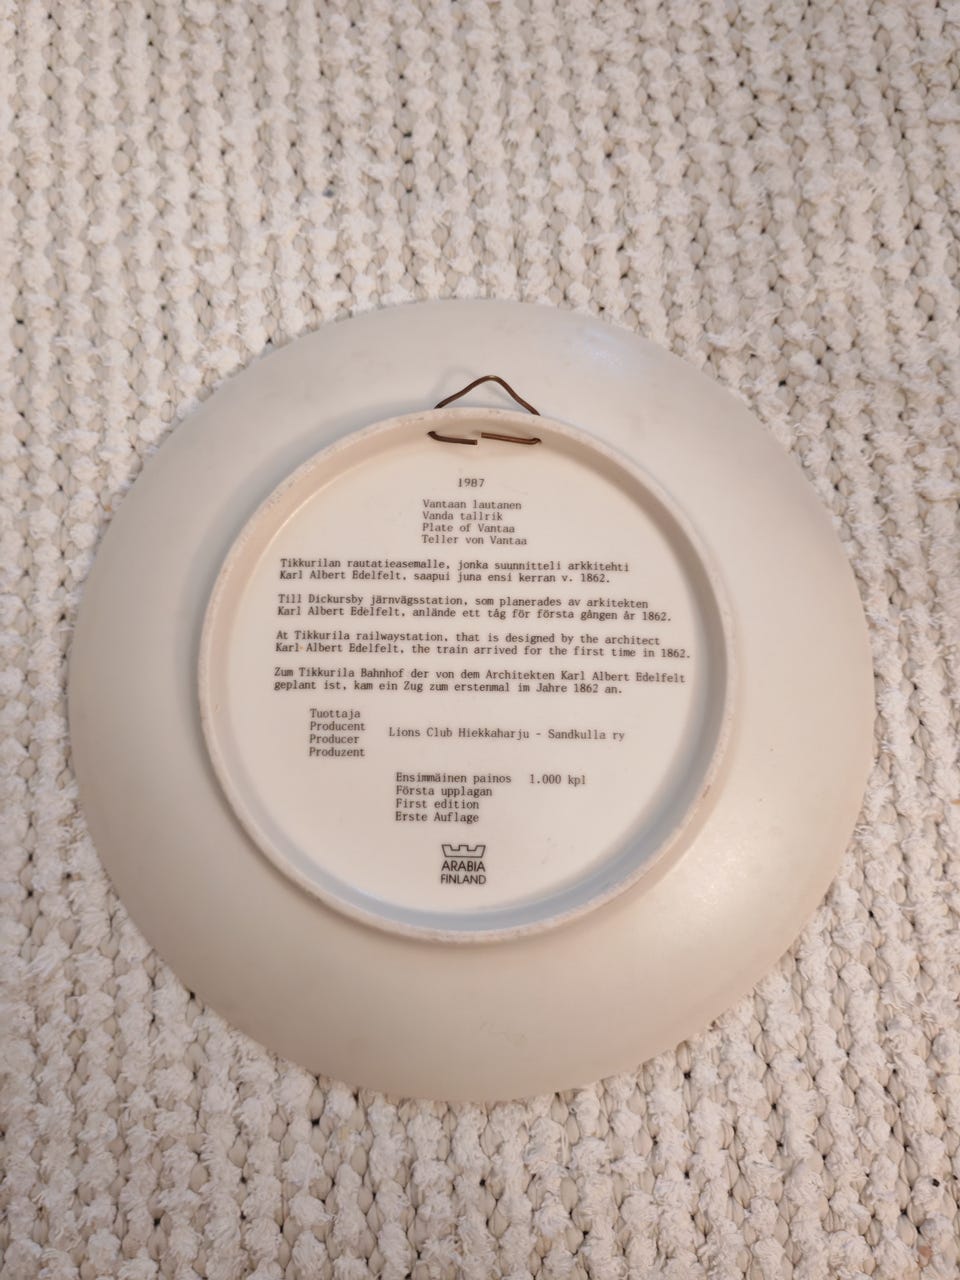 1987
Vantaan lautanen
Vanda tallrik
Plate of Vantaa
Teller von Vantaa
Tikkurilan rautatieasemalle, jonka suunnitteli arkkitehti
Karl Albert Edelfelt, saapui juna ensi kerran v. 1862.
Till Dickursby järnvägsstation, som planerades av arkitekten
Karl Albert Edelfelt, anlände ett tåg för första gången år 1862.
At Tikkurila railwaystation, that is designed by the architect
Karl Albert Edelfelt, the train arrived for the first time in 1862.
Zum Tikkurila Bahnhof der von dem Architekten Karl Albert Edelfelt
geplant ist, kam ein Zug zum erstenmal im Jahre 1862 an.
Tuottaja
Producent
Producer
Produzent
Lions Club Hiekkaharju - Sandkulla ry
Ensimmäinen painos 1.000 kpl
Första upplagan
First edition
Erste Auflage
ARABIA
FINLAND